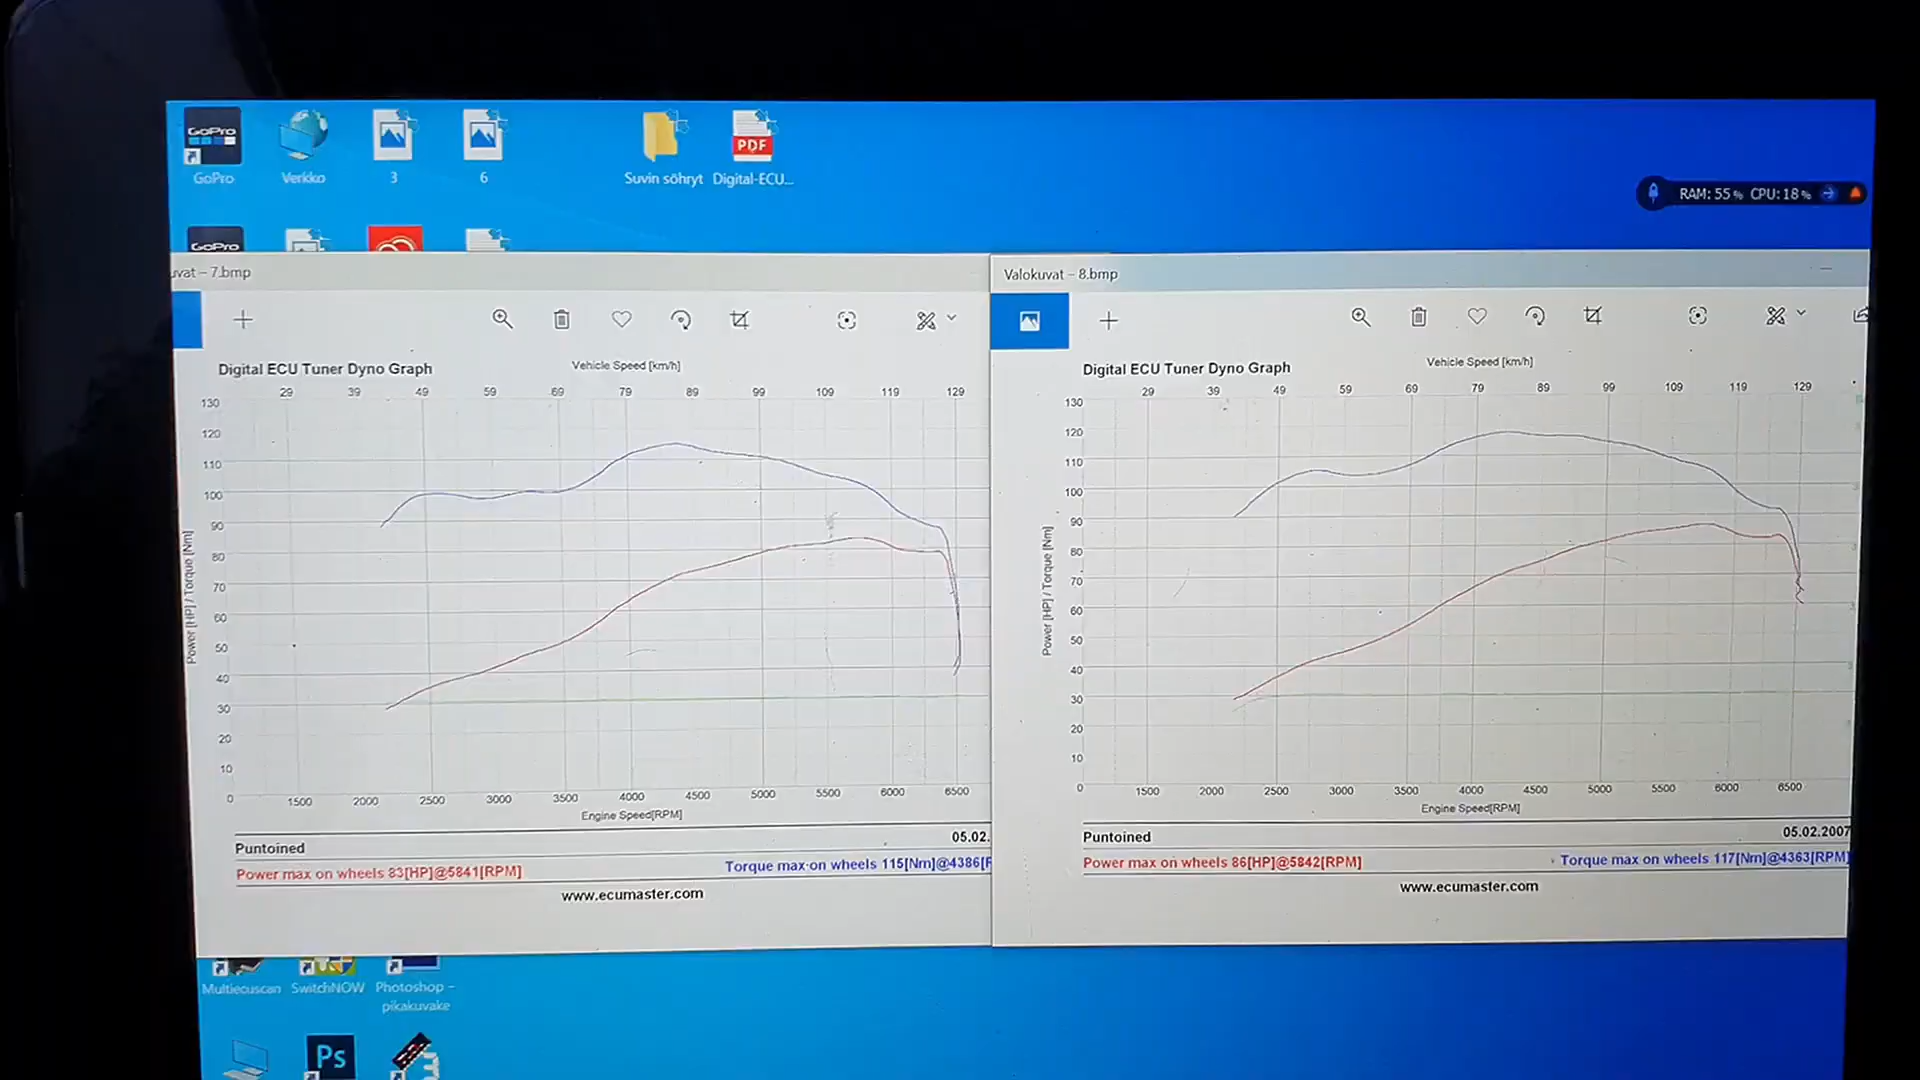 GoPro
GoPro Verkko 3 6 Suvin söhryt Digital-ECU...
PDF
RAM: 55% CPU: 18%
GoPro
vat – 7.bmp
Digital ECU Tuner Dyno Graph
Vehicle Speed [km/h]
29 39 49 59 69 79 89 99 109 119 129
130
120
110
100
90
80
70
60
50
40
30
20
10
0
Power [HP] / Torque [Nm]
1500 2000 2500 3000 3500 4000 4500 5000 5500 6000 6500
Engine Speed[RPM]
Puntoined 05.02.
Power max on wheels 83[HP]@5841[RPM] Torque max on wheels 115[Nm]@4386[
www.ecumaster.com
Valokuvat – 8.bmp
Digital ECU Tuner Dyno Graph
Vehicle Speed [km/h]
29 39 49 59 69 79 89 99 109 119 129
130
120
110
100
90
80
70
60
50
40
30
20
10
0
Power [HP] / Torque [Nm]
1500 2000 2500 3000 3500 4000 4500 5000 5500 6000 6500
Engine Speed[RPM]
Puntoined 05.02.2007
Power max on wheels 86[HP]@5842[RPM] Torque max on wheels 117[Nm]@4363[RPM]
www.ecumaster.com
Multiecuscan SwitchNOW Photoshop –
pikakuvake
Ps